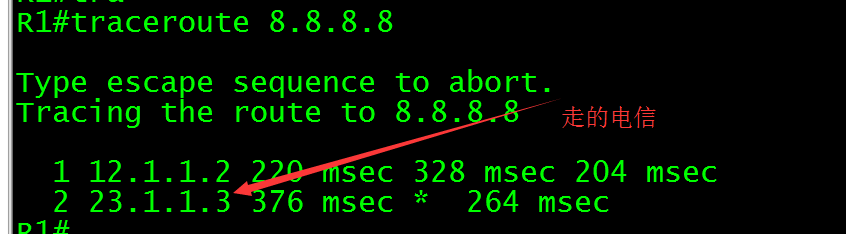 R1#traceroute 8.8.8.8
Type escape sequence to abort.
Tracing the route to 8.8.8.8
走的电信
1 12.1.1.2 220 msec 328 msec 204 msec
2 23.1.1.3 376 msec * 264 msec
R1#